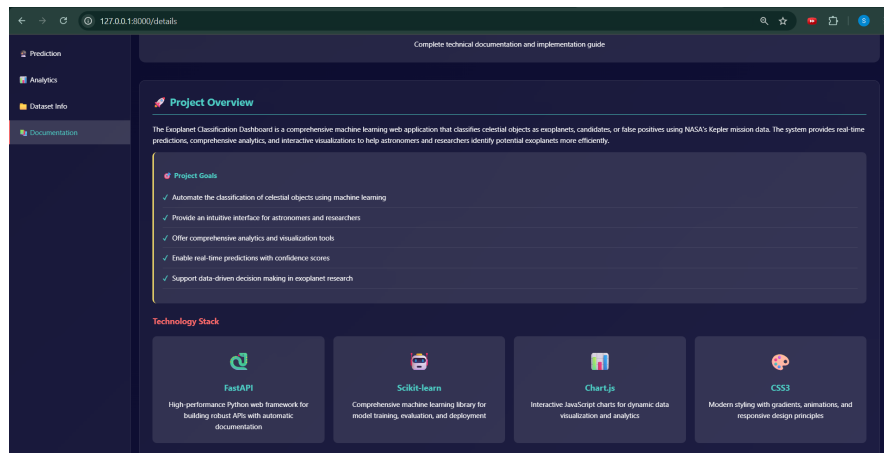 127.0.0.1:8000/details
S
Prediction
Analytics
Dataset Info
Documentation
Complete technical documentation and implementation guide
Project Overview
The Exoplanet Classification Dashboard is a comprehensive machine learning web application that classifies celestial objects as exoplanets, candidates, or false positives using NASA's Kepler mission data. The system provides real-time
predictions, comprehensive analytics, and interactive visualizations to help astronomers and researchers identify potential exoplanets more efficiently.
Project Goals
✓ Automate the classification of celestial objects using machine learning
✓ Provide an intuitive interface for astronomers and researchers
✓ Offer comprehensive analytics and visualization tools
✓ Enable real-time predictions with confidence scores
✓ Support data-driven decision making in exoplanet research
Technology Stack
FastAPI
High-performance Python web framework for
building robust APIs with automatic
documentation
Scikit-learn
Comprehensive machine learning library for
model training, evaluation, and deployment
Chart.js
Interactive JavaScript charts for dynamic data
visualization and analytics
CSS3
Modern styling with gradients, animations, and
responsive design principles